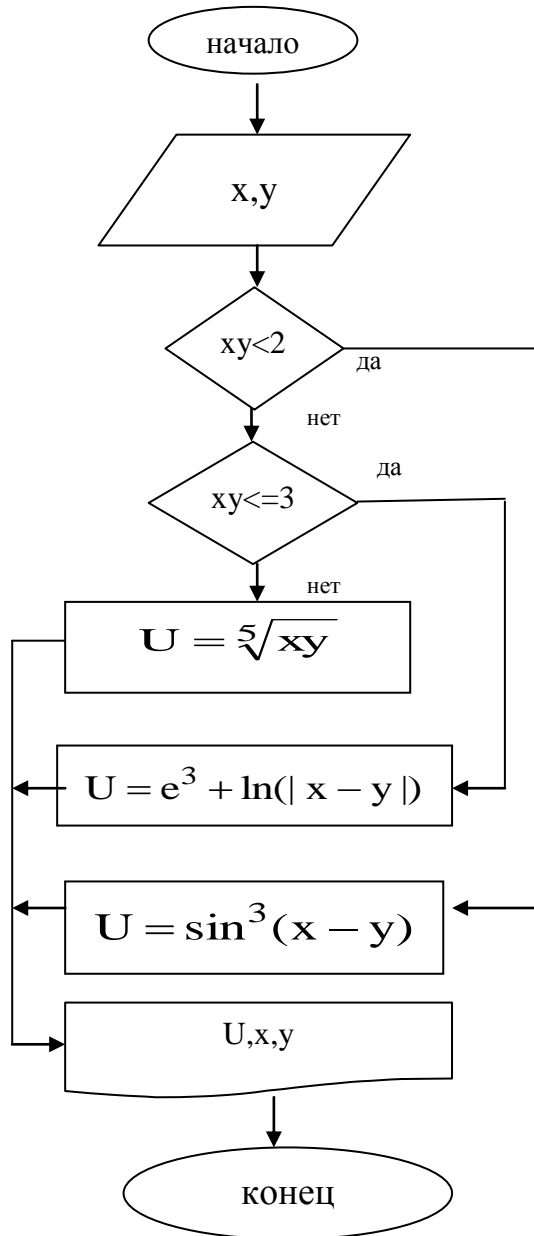 начало
x,y
xy<2
да
нет
да
xy<=3
нет
U = ⁵√xy
U = e³ + ln(| x − y |)
U = sin³(x − y)
U,x,y
конец